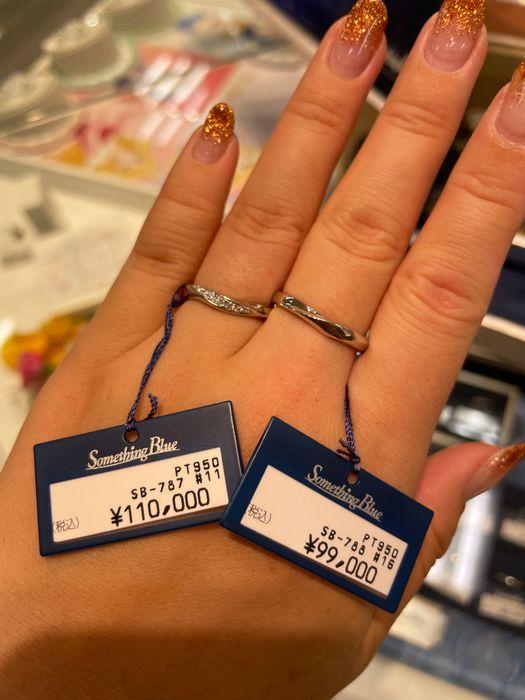 Something Blue
PT950
SB-787 #11
(税込)
¥110,000
Something Blue
PT950
SB-788 #16
(税込)
¥99,000